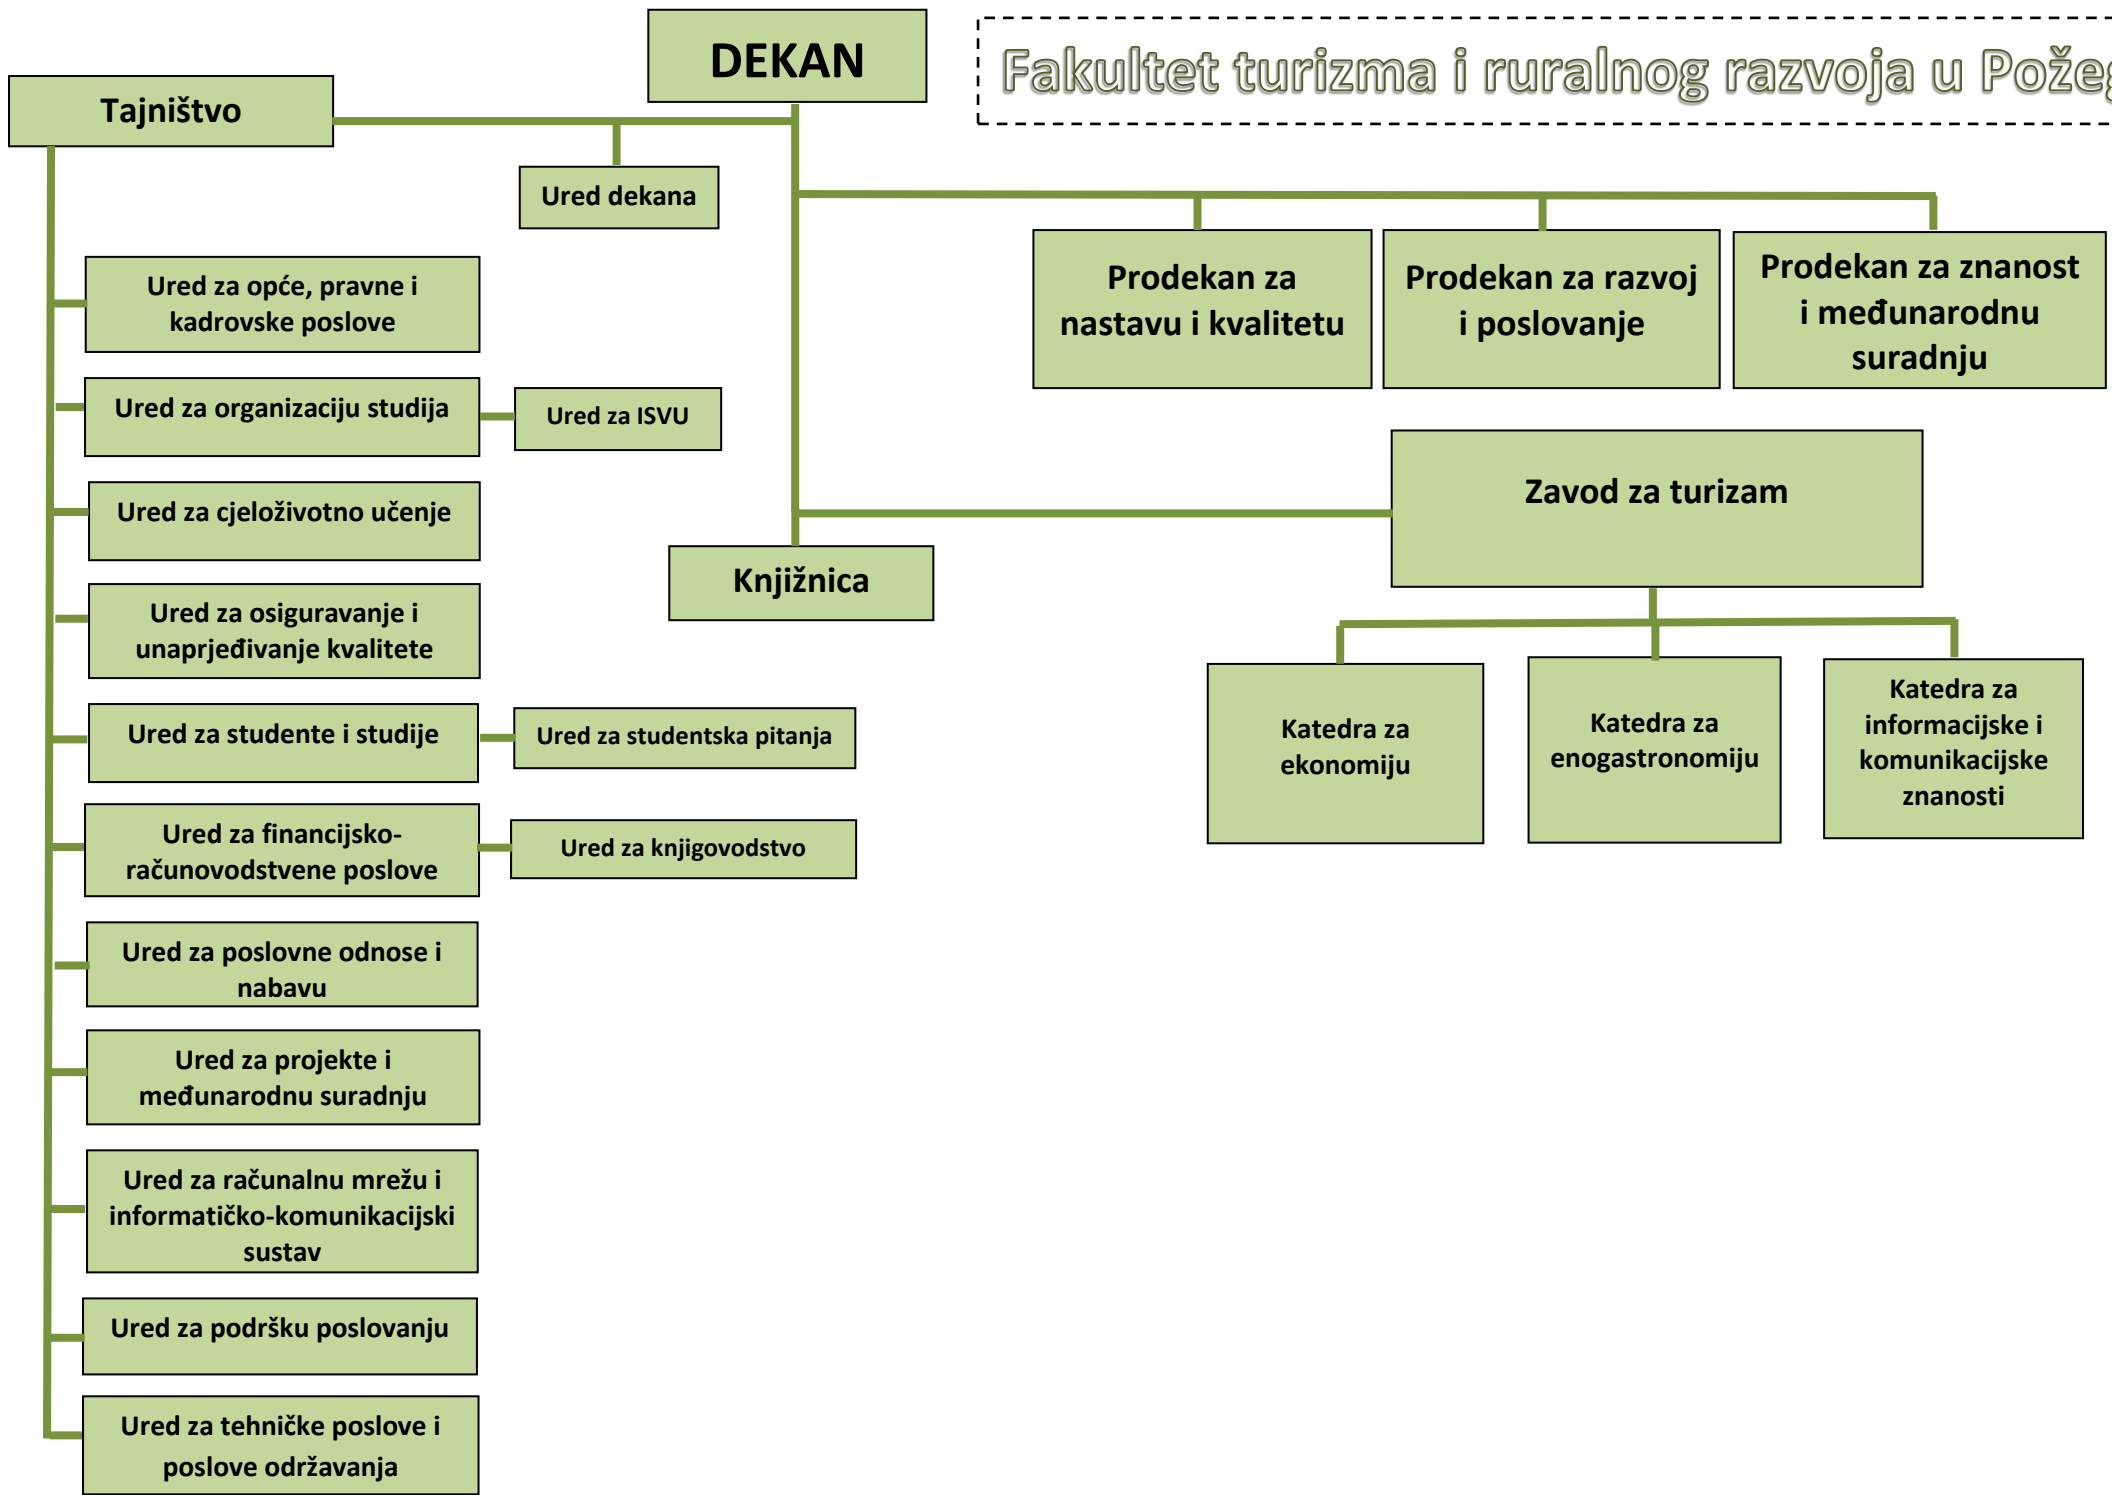 DEKAN
Fakultet turizma i ruralnog razvoja u Požeg
Tajništvo
Ured dekana
Prodekan za
nastavu i kvalitetu
Prodekan za razvoj
i poslovanje
Prodekan za znanost
i međunarodnu
suradnju
Ured za opće, pravne i
kadrovske poslove
Ured za organizaciju studija
Ured za ISVU
Ured za cjeloživotno učenje
Ured za osiguravanje i
unaprjeđivanje kvalitete
Ured za studente i studije
Ured za studentska pitanja
Ured za financijsko-
računovodstvene poslove
Ured za knjigovodstvo
Ured za poslovne odnose i
nabavu
Ured za projekte i
međunarodnu suradnju
Ured za računalnu mrežu i
informatičko-komunikacijski
sustav
Ured za podršku poslovanju
Ured za tehničke poslove i
poslove održavanja
Knjižnica
Zavod za turizam
Katedra za
ekonomiju
Katedra za
enogastronomiju
Katedra za
informacijske i
komunikacijske
znanosti